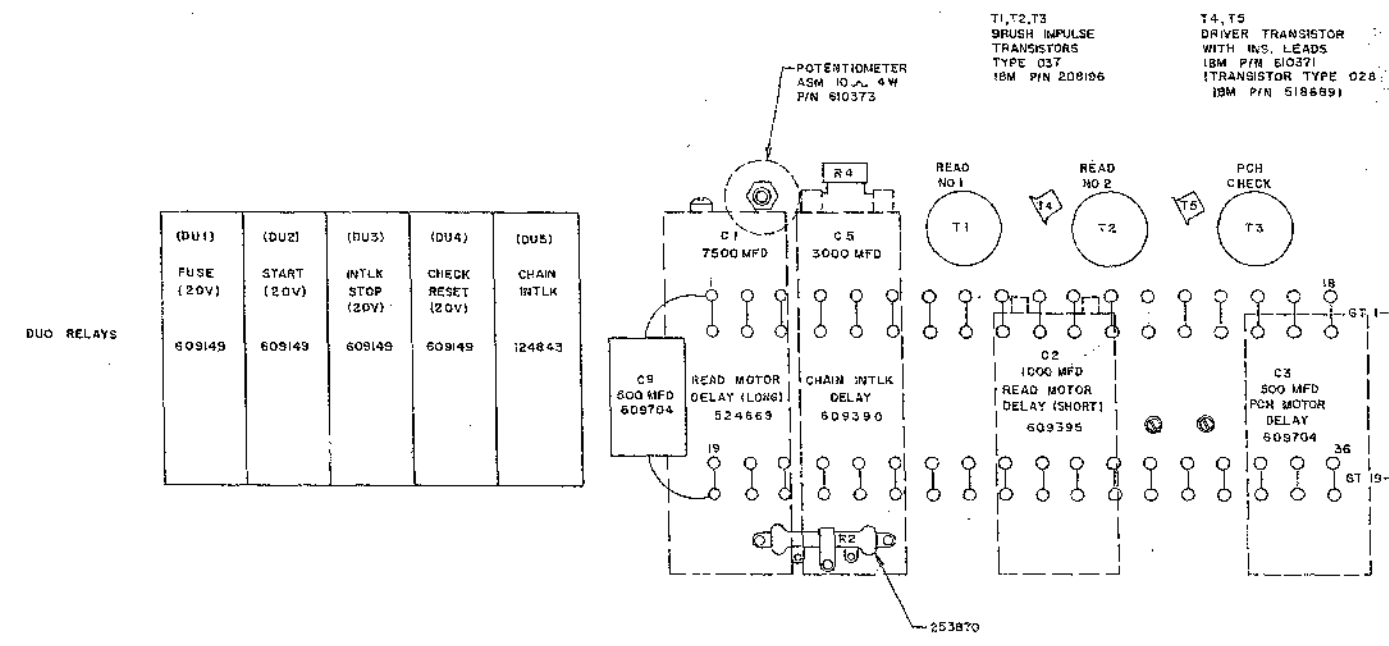 T1,T2,T3
BRUSH IMPULSE
TRANSISTORS
TYPE 037
IBM P/N 208196
T4, T5
DRIVER TRANSISTOR
WITH INS. LEADS
IBM P/N 610371
(TRANSISTOR TYPE 028
IBM P/N 518689)
POTENTIOMETER
ASM 10 4W
P/N 610373
R4
READ
NO 1
READ
NO 2
PCH
CHECK
T4
T5
T1
T2
T3
(DU1)
FUSE
(20V)
609149
(DU2)
START
(20V)
609149
(DU3)
INTLK
STOP
(20V)
609149
(DU4)
CHECK
RESET
(20V)
609149
(DU5)
CHAIN
INTLK
124643
DUO RELAYS
C1
7500 MFD
1
C5
3000 MFD
18
GT 1-
C9
500 MFD
609704
READ MOTOR
DELAY (LONG)
524669
CHAIN INTLK
DELAY
609390
C2
1000 MFD
READ MOTOR
DELAY (SHORT)
609395
C3
500 MFD
PCH MOTOR
DELAY
609704
19
36
GT 19-
R2
253870